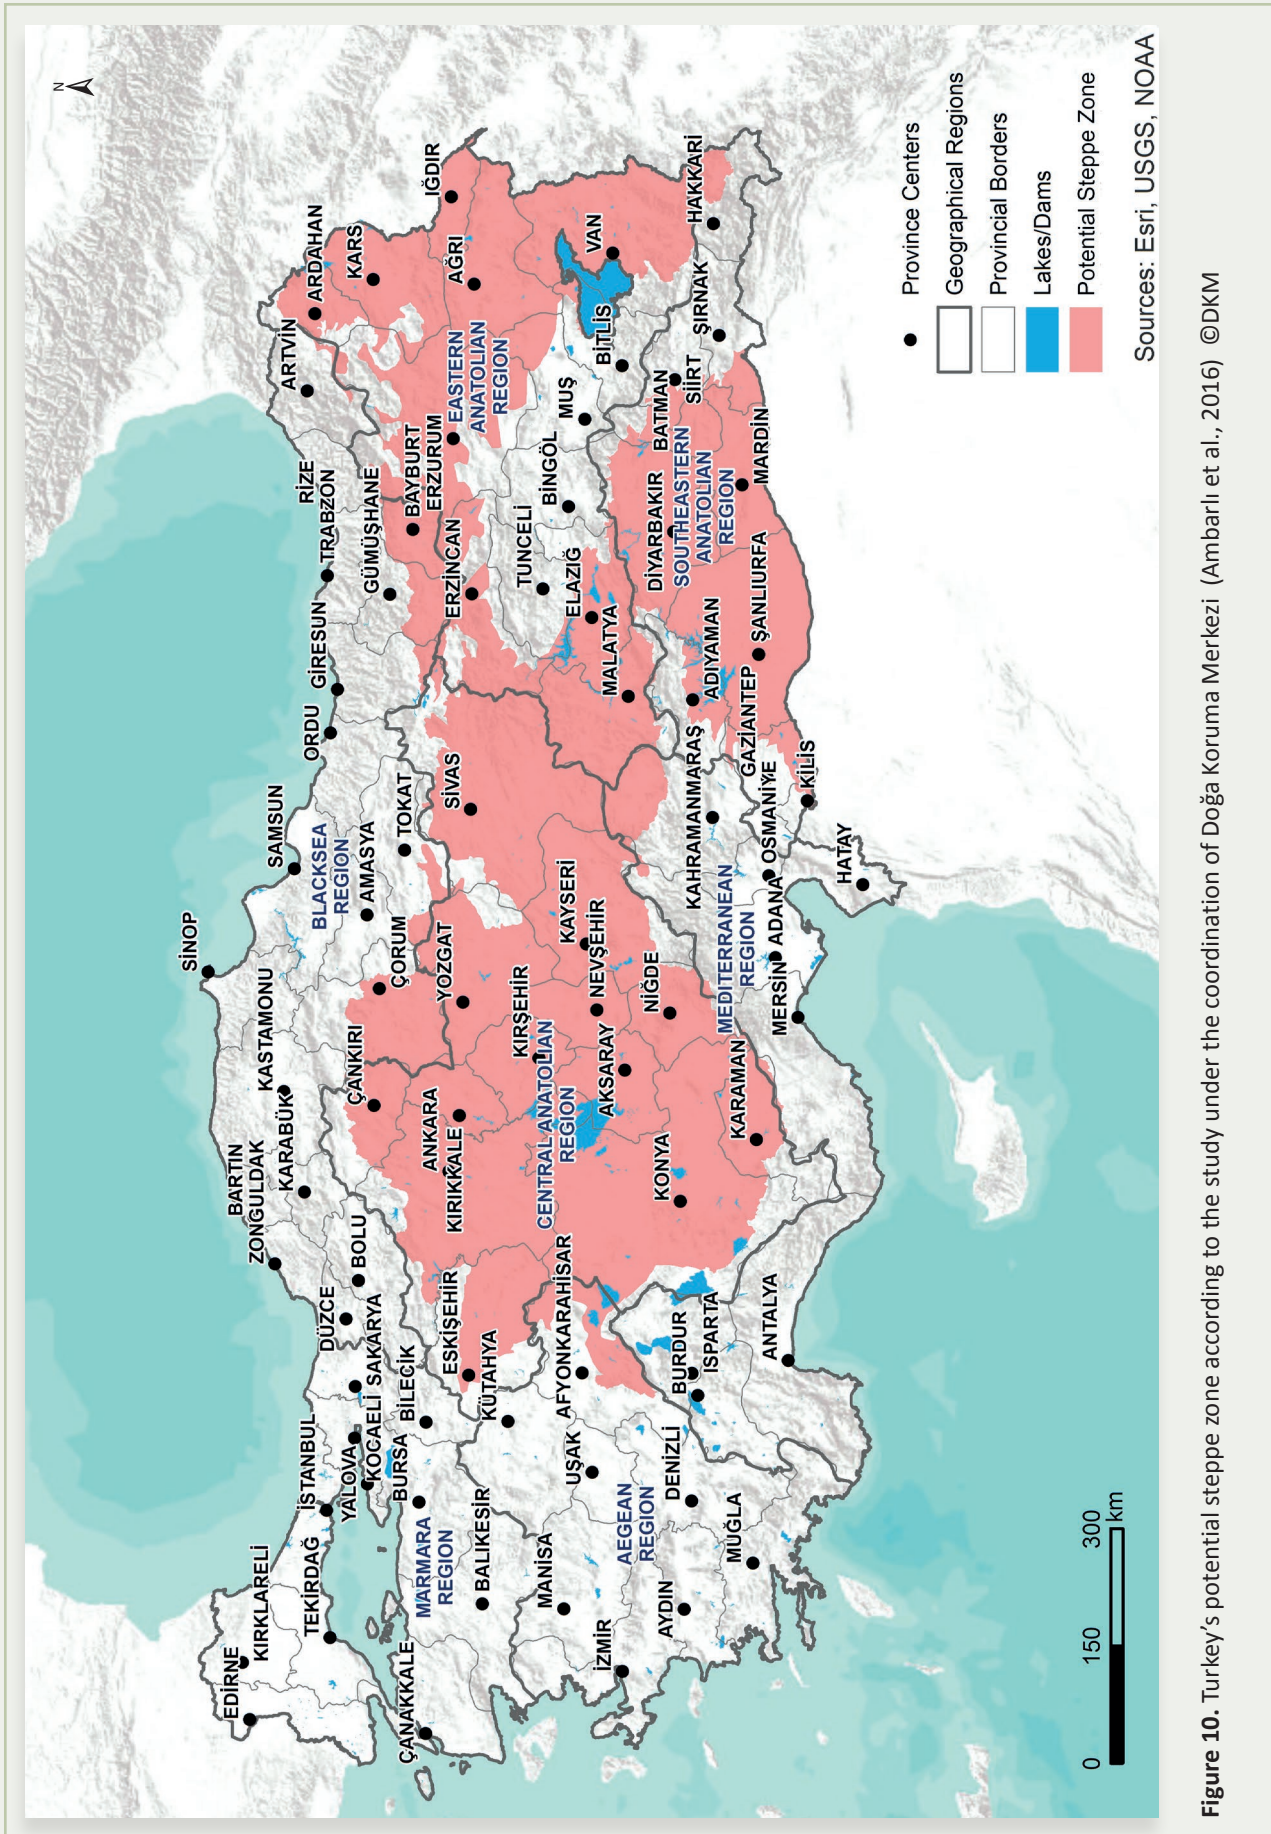 N
EDİRNE
KIRKLARELİ
TEKİRDAĞ
İSTANBUL
YALOVA
KOCAELİ
SAKARYA
DÜZCE
BOLU
ZONGULDAK
BARTIN
KARABÜK
KASTAMONU
SİNOP
SAMSUN
ORDU
GİRESUN
TRABZON
RİZE
ARTVİN
ARDAHAN
KARS
IĞDIR
AĞRI
ÇANAKKALE
MARMARA
REGION
BALIKESİR
BURSA
BİLECİK
ESKİŞEHİR
KÜTAHYA
ÇANKIRI
ANKARA
KIRIKKALE
ÇORUM
YOZGAT
BLACKSEA
REGION
AMASYA
TOKAT
SİVAS
GÜMÜŞHANE
BAYBURT
ERZURUM
ERZİNCAN
EASTERN
ANATOLIAN
REGION
MANİSA
İZMİR
UŞAK
AFYONKARAHİSAR
AEGEAN
REGION
AYDIN
DENİZLİ
MUĞLA
BURDUR
ISPARTA
ANTALYA
CENTRAL ANATOLIAN
REGION
KIRŞEHİR
AKSARAY
KONYA
KARAMAN
NEVŞEHİR
KAYSERİ
NİĞDE
MEDITERRANEAN
REGION
MERSİN
ADANA
OSMANİYE
HATAY
KAHRAMANMARAŞ
KİLİS
GAZİANTEP
ADIYAMAN
MALATYA
ELAZIĞ
TUNCELİ
BİNGÖL
MUŞ
BİTLİS
VAN
HAKKARİ
ŞIRNAK
SİİRT
BATMAN
DİYARBAKIR
SOUTHEASTERN
ANATOLIAN
REGION
MARDİN
ŞANLIURFA
0 150 300
km
Province Centers
Geographical Regions
Provincial Borders
Lakes/Dams
Potential Steppe Zone
Sources: Esri, USGS, NOAA
Figure 10. Turkey's potential steppe zone according to the study under the coordination of Doğa Koruma Merkezi (Ambarlı et al., 2016) ©DKM